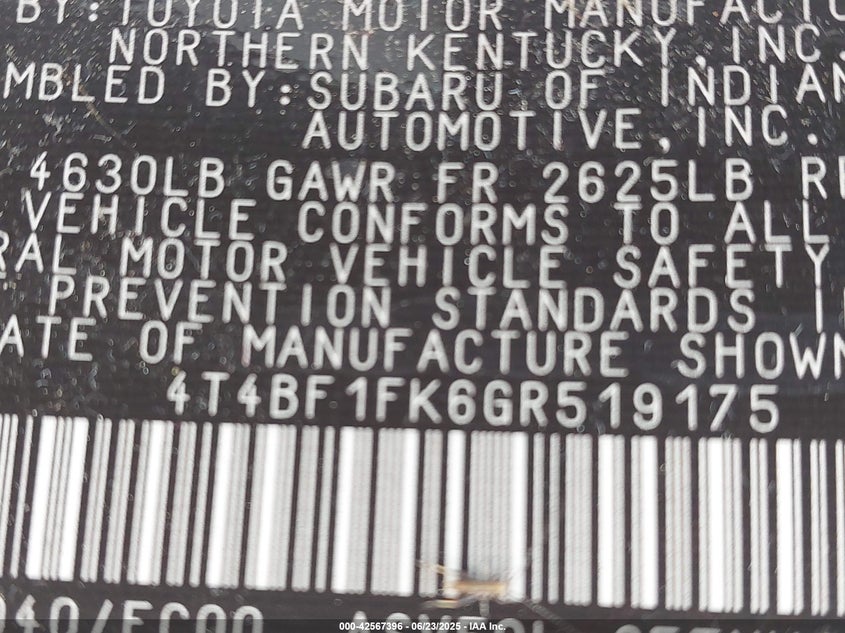 BY:TOYOTA MOTOR MANUFACTU
NORTHERN KENTUCKY,INC.
MBLED BY:SUBARU OF INDIAN
AUTOMOTIVE,INC.
4630LB GAWR FR 2625LB R
VEHICLE CONFORMS TO ALL
RAL MOTOR VEHICLE SAFETY
PREVENTION STANDARDS I
ATE OF MANUFACTURE SHOWN
4T4BF1FK6GR519175
040/FC00
000-42567396 - 06/23/2025 - IAA Inc.